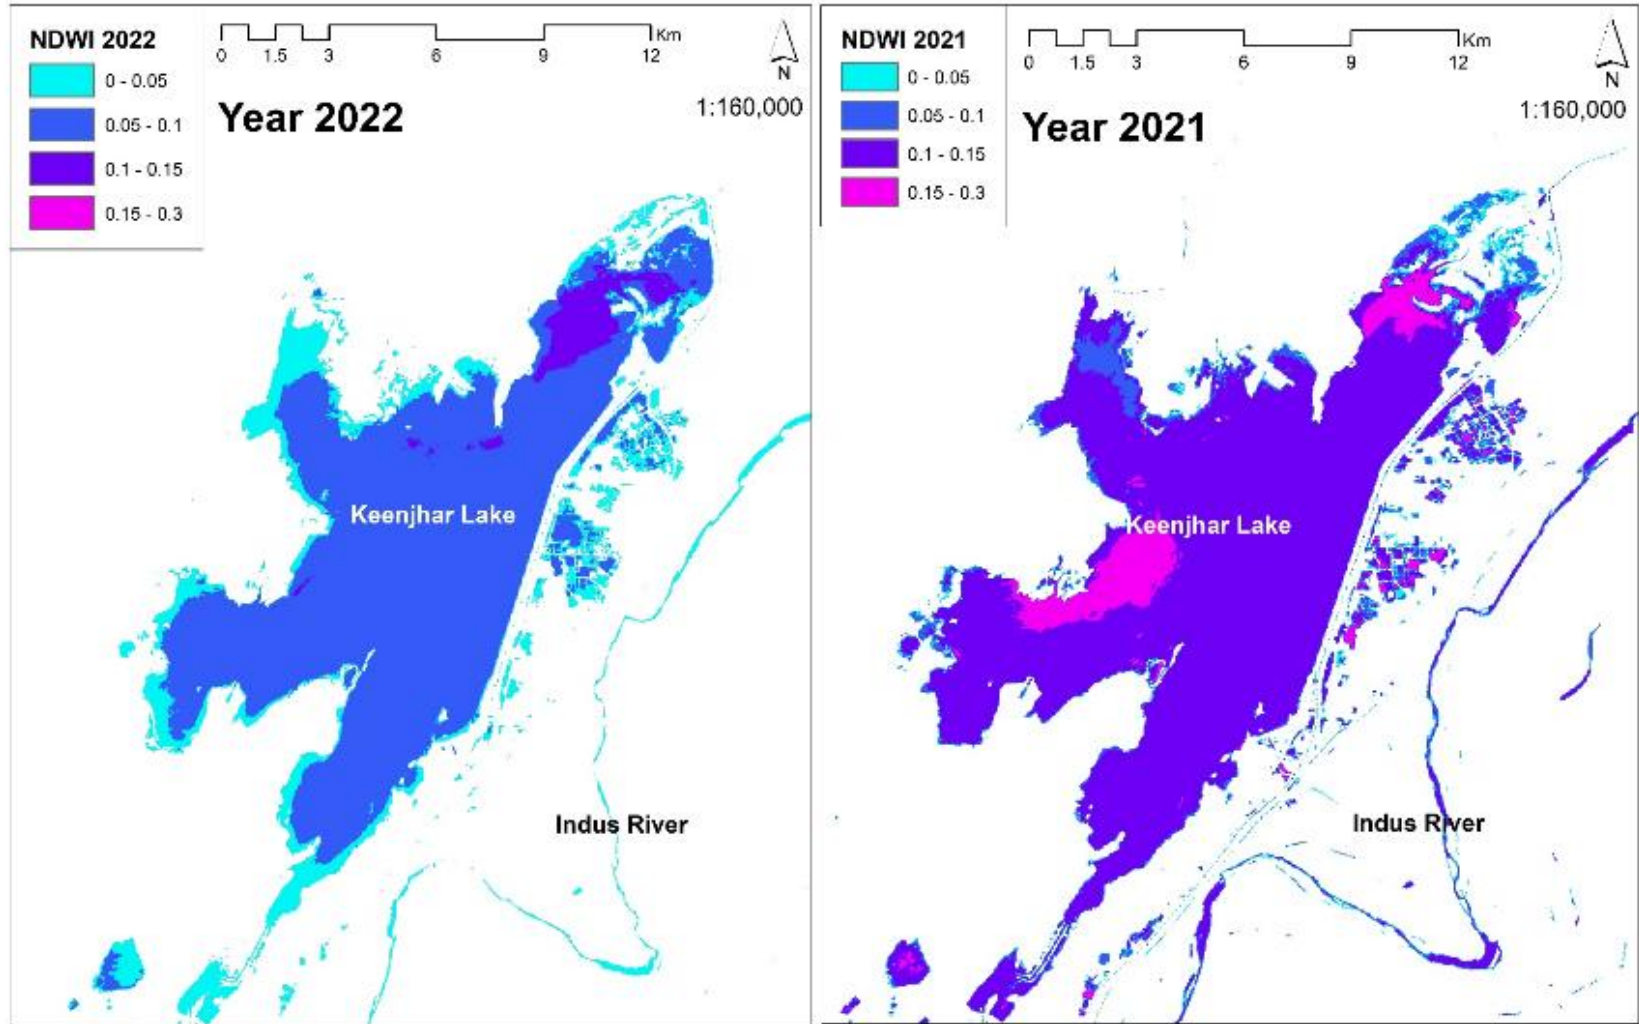 NDWI 2022
0 - 0.05
0.05 - 0.1
0.1 - 0.15
0.15 - 0.3
0 1.5 3 6 9 12 Km
N
1:160,000
Year 2022
Keenjhar Lake
Indus River
NDWI 2021
0 - 0.05
0.05 - 0.1
0.1 - 0.15
0.15 - 0.3
0 1.5 3 6 9 12 Km
N
1:160,000
Year 2021
Keenjhar Lake
Indus River